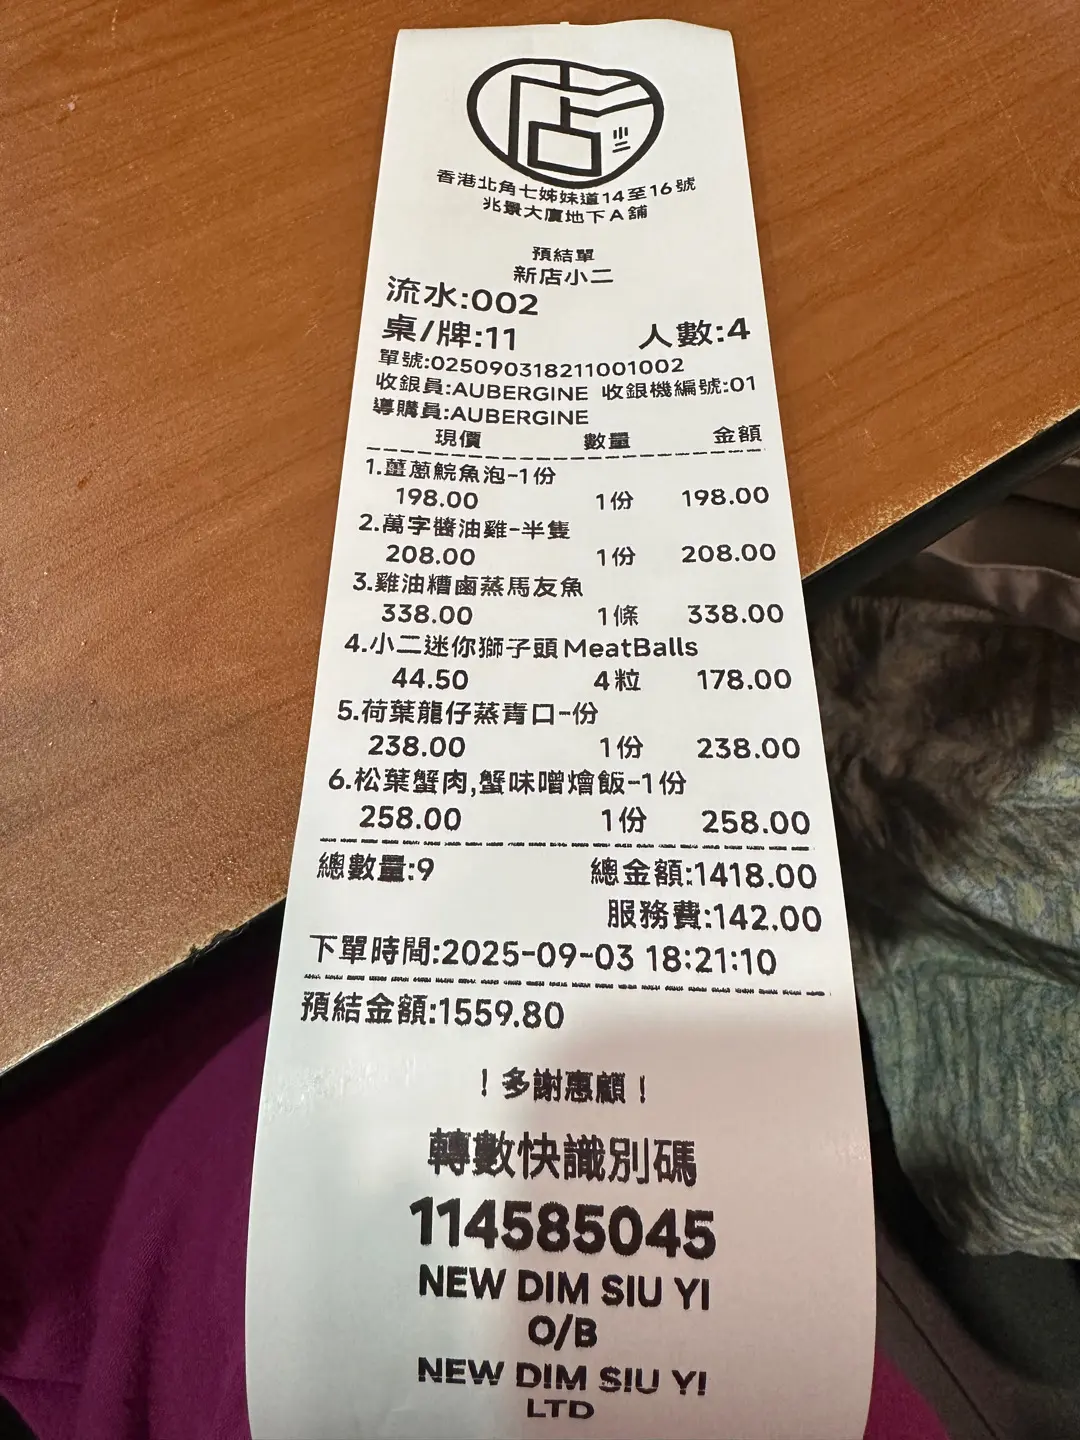 店小二
香港北角七姊妹道14至16號
兆景大廈地下A舖
預結單
新店小二
流水:002
桌/牌:11 人數:4
單號:025090318211001002
收銀員:AUBERGINE 收銀機編號:01
導購員:AUBERGINE
現價 數量 金額
1.薑蔥鯇魚泡-1份
198.00 1份 198.00
2.萬字醬油雞-半隻
208.00 1份 208.00
3.雞油糟鹵蒸馬友魚
338.00 1條 338.00
4.小二迷你獅子頭MeatBalls
44.50 4粒 178.00
5.荷葉龍仔蒸青口-份
238.00 1份 238.00
6.松葉蟹肉,蟹味噌燴飯-1份
258.00 1份 258.00
總數量:9 總金額:1418.00
服務費:142.00
下單時間:2025-09-03 18:21:10
預結金額:1559.80
!多謝惠顧!
轉數快識別碼
114585045
NEW DIM SIU YI
O/B
NEW DIM SIU YI
LTD